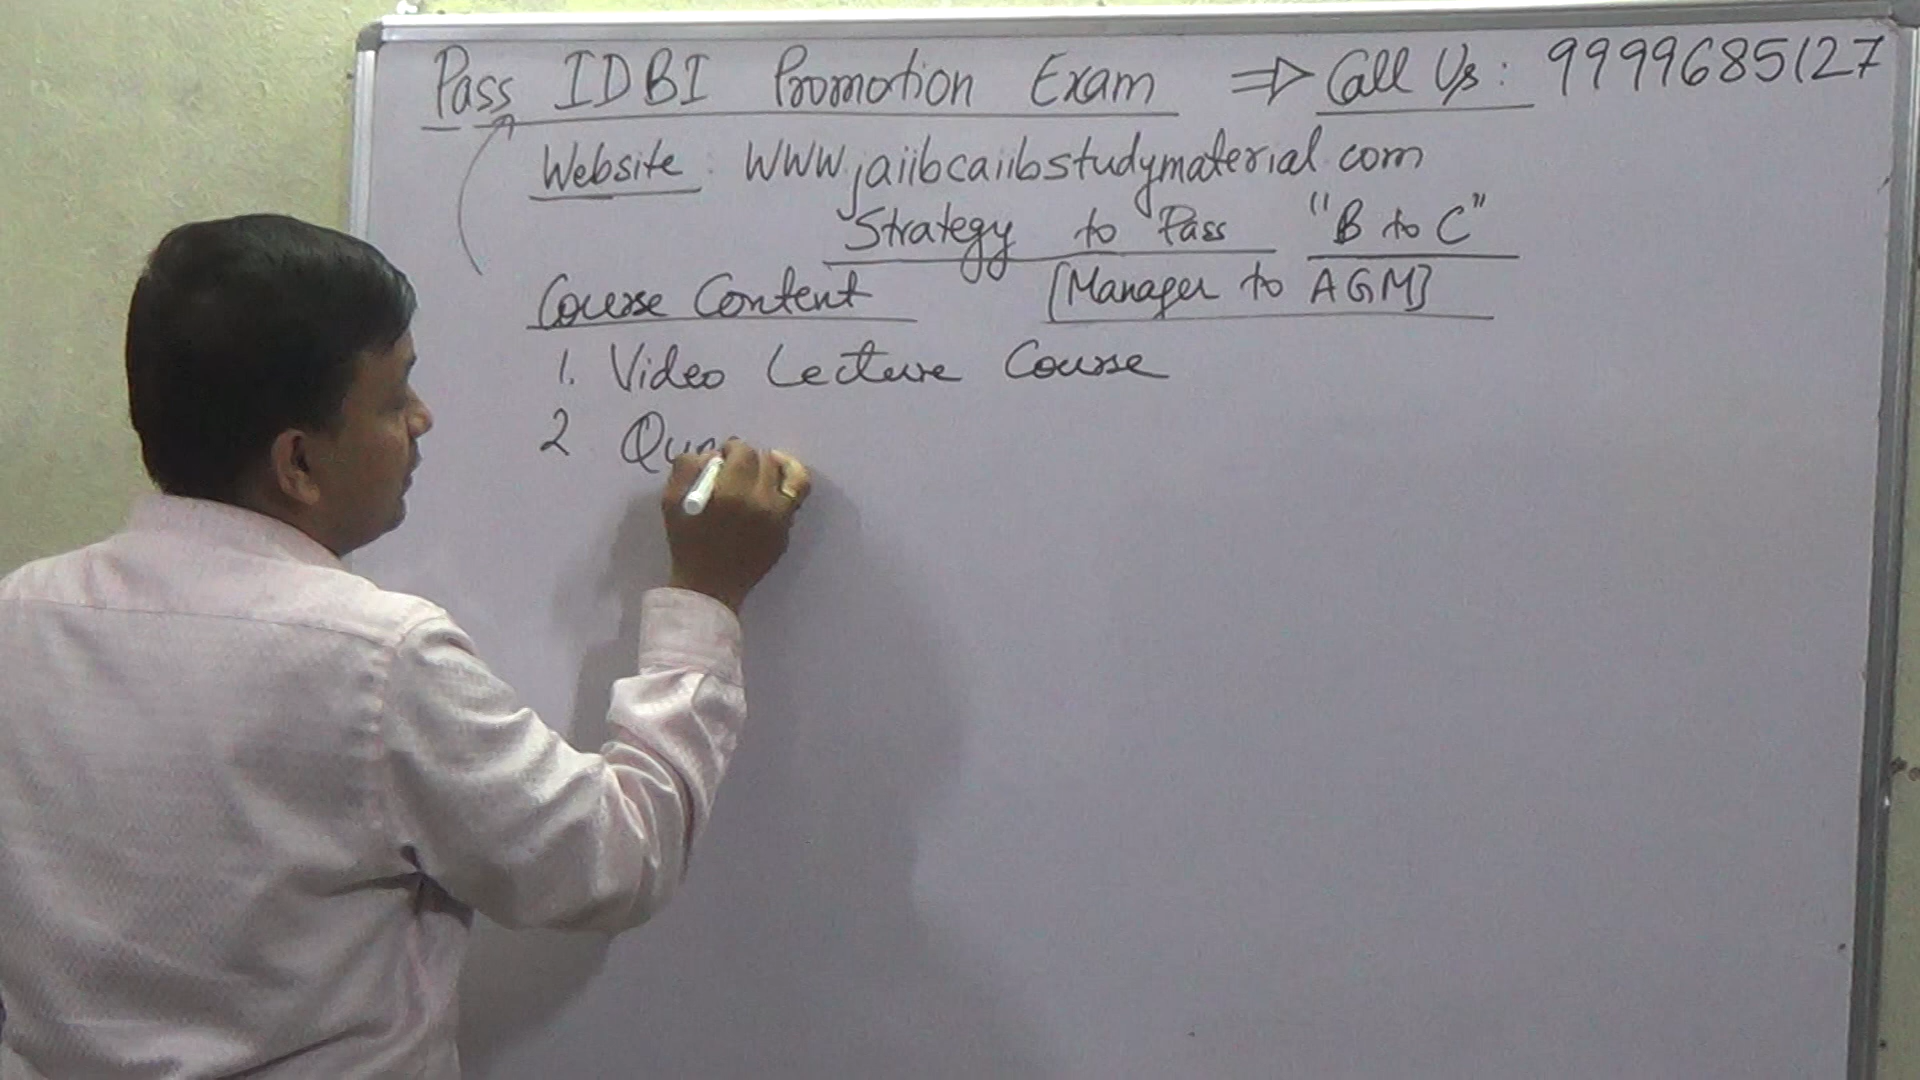 Pass IDBI Promotion Exam ⇒ Call Us: 9999685127
Website: WWW.jaiibcaiibstudymaterial.com
Strategy to Pass "B to C"
Course Content [Manager to AGM]
1. Video Lecture Course
2